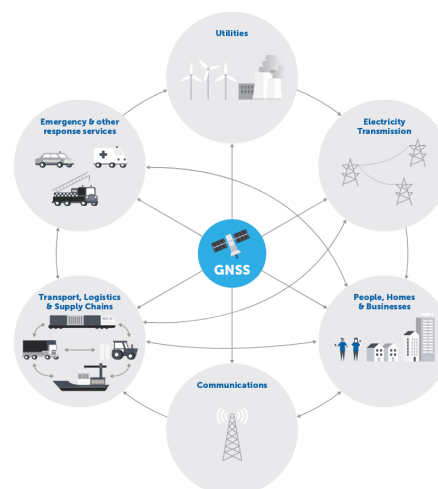 Utilities
Emergency & other
response services
Electricity
Transmission
GNSS
Transport, Logistics
& Supply Chains
People, Homes
& Businesses
Communications